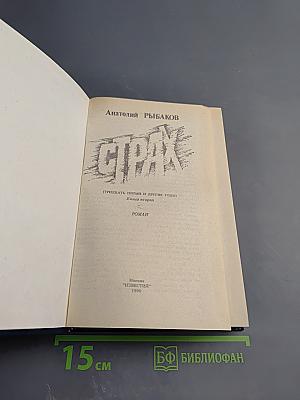 Анатолий РЫБАКОВ
СТРАХ
(ТРИДЦАТЬ ПЯТЫЙ И ДРУГИЕ ГОДЫ)
Книга вторая
РОМАН
Москва
"ИЗВЕСТИЯ"
1990
15 см
БФ БИБЛИОФАН